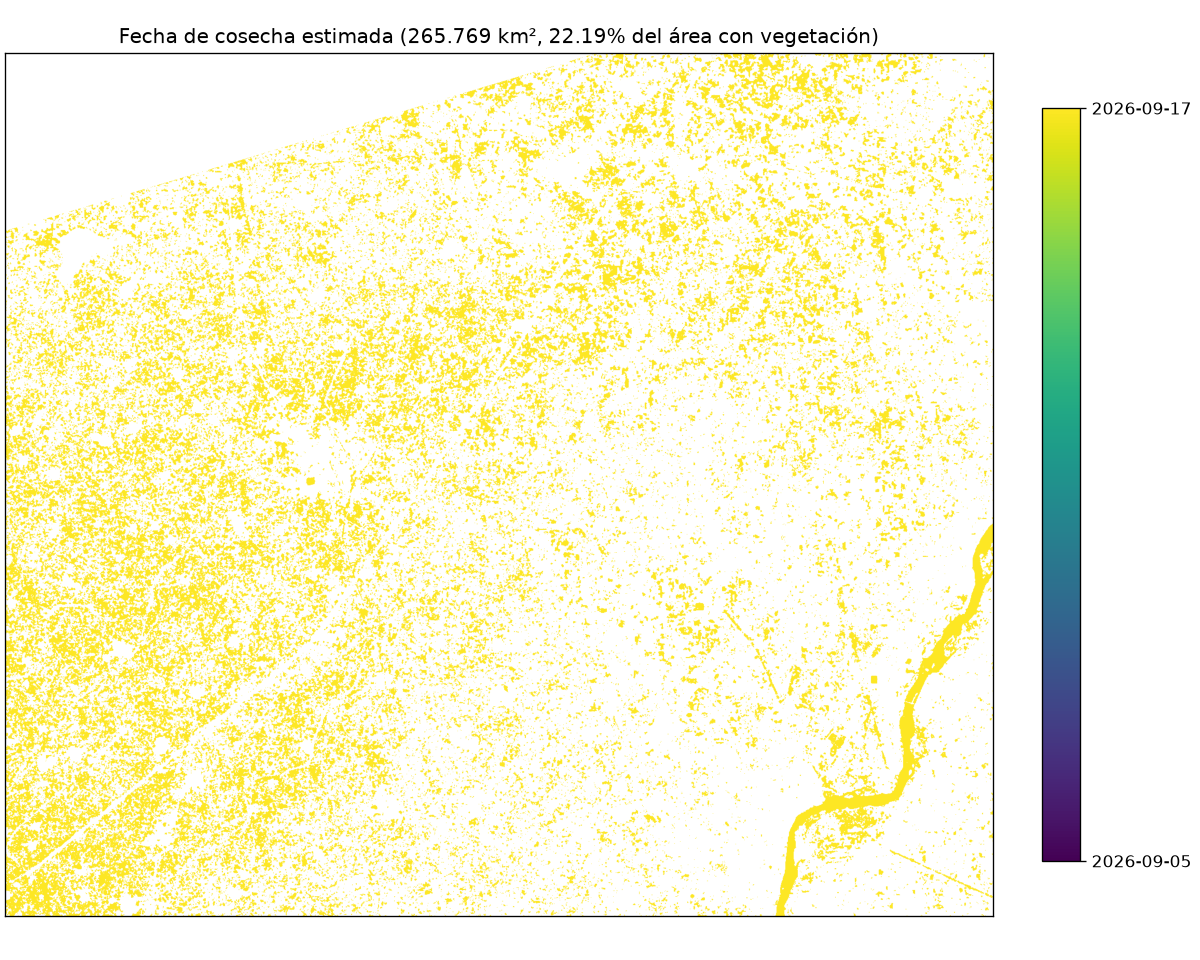 Fecha de cosecha estimada (265.769 km², 22.19% del área con vegetación)
2026-09-17
2026-09-05